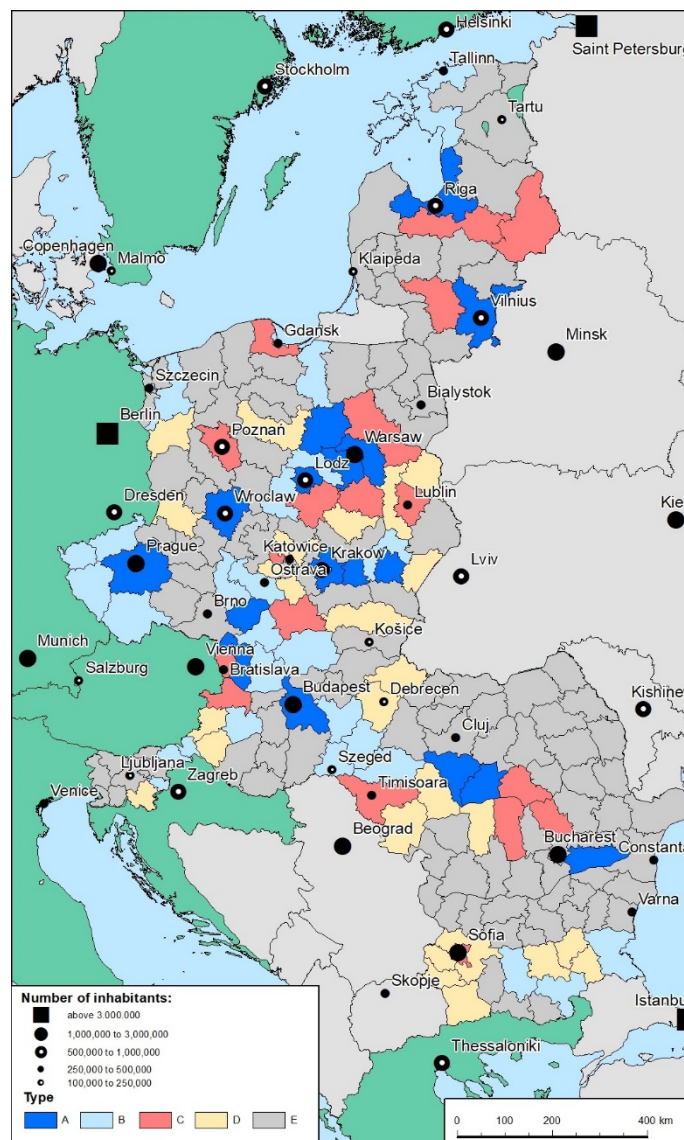 Helsinki
Saint Petersburg
Tallinn
Stockholm
Tartu
Riga
Copenhagen
Malmo
Klaipeda
Vilnius
Gdańsk
Minsk
Szczecin
Bialystok
Berlin
Poznań
Warsaw
Lodz
Dresden
Wroclaw
Lublin
Kie
Prague
Katowice
Krakow
Ostrava
Lviv
Brno
Košice
Munich
Vienna
Salzburg
Bratislava
Budapest
Debrecen
Kishine
Cluj
Ljubljana
Szeged
Zagreb
Venice
Timisoara
Beograd
Bucharest
Constanta
Varna
Sofia
Skopje
Istanbu
Thessaloniki
Number of inhabitants:
above 3.000.000
1,000,000 to 3,000,000
500,000 to 1,000,000
250,000 to 500,000
100,000 to 250,000
Type
A B C D E
0 100 200 400 km